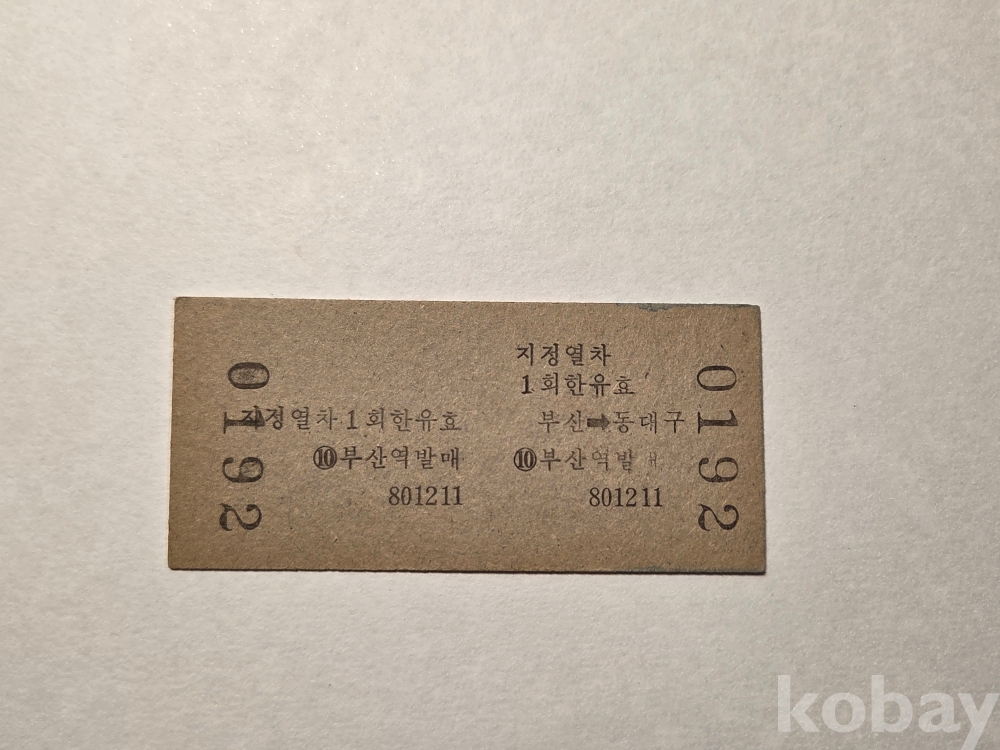 0192
지정열차 1회한유효
⑩부산역발매
801211
지정열차
1회한유효
부산➡동대구
⑩부산역발
801211
0192
kobay